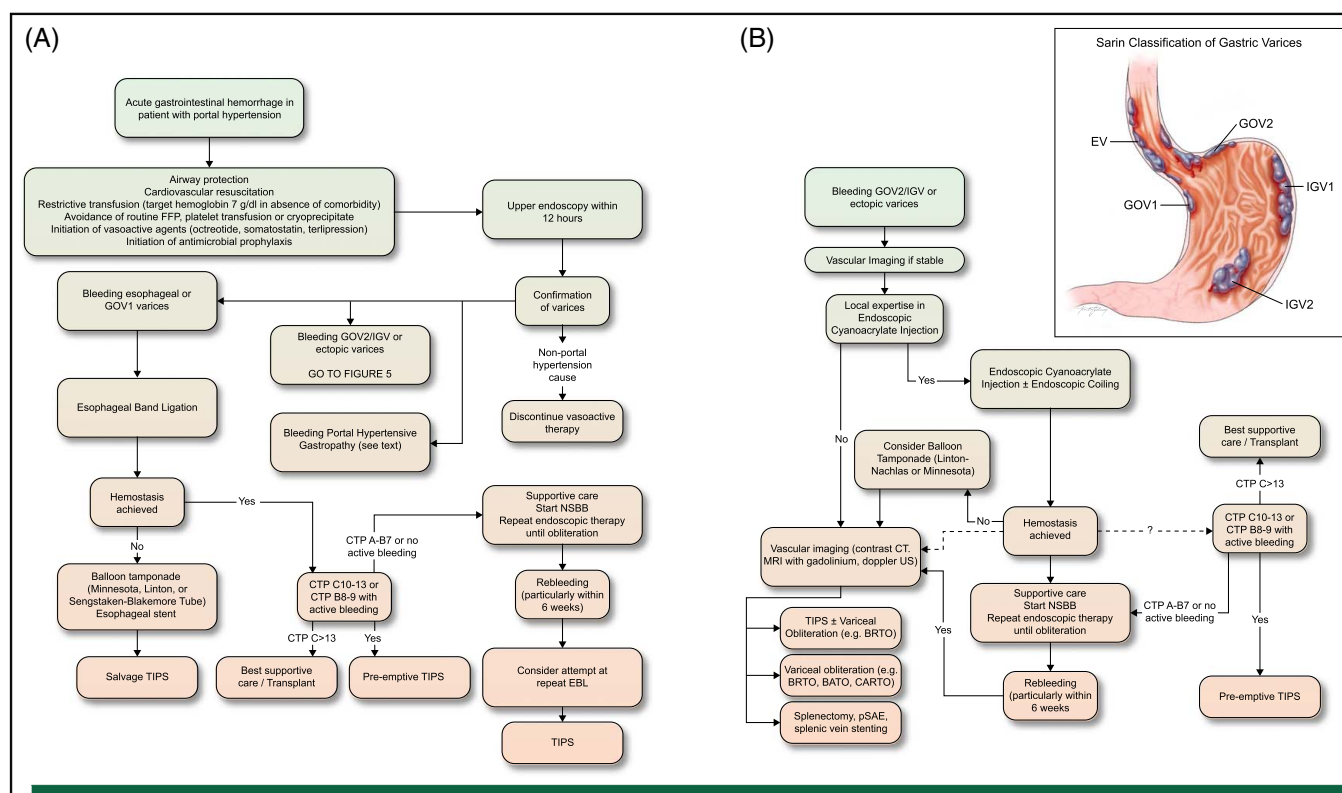 (A)
Acute gastrointestinal hemorrhage in
patient with portal hypertension
Airway protection
Cardiovascular resuscitation
Restrictive transfusion (target hemoglobin 7 g/dl in absence of comorbidity)
Avoidance of routine FFP, platelet transfusion or cryoprecipitate
Initiation of vasoactive agents (octreotide, somatostatin, terlipression)
Initiation of antimicrobial prophylaxis
Upper endoscopy within
12 hours
Bleeding esophageal or
GOV1 varices
Confirmation
of varices
Bleeding GOV2/IGV or
ectopic varices
GO TO FIGURE 5
Non-portal
hypertension
cause
Esophageal Band Ligation
Discontinue vasoactive
therapy
Bleeding Portal Hypertensive
Gastropathy (see text)
Hemostasis
achieved
Yes
No
Supportive care
Start NSBB
Repeat endoscopic therapy
until obliteration
CTP A-B7 or no
active bleeding
Balloon tamponade
(Minnesota, Linton, or
Sengstaken-Blakemore Tube)
Esophageal stent
CTP C10-13 or
CTP B8-9 with
active bleeding
Rebleeding
(particularly within
6 weeks)
CTP C>13
Yes
Salvage TIPS
Best supportive
care / Transplant
Pre-emptive TIPS
Consider attempt at
repeat EBL
TIPS
(B)
Sarin Classification of Gastric Varices
EV
GOV2
IGV1
GOV1
IGV2
Bleeding GOV2/IGV or
ectopic varices
Vascular Imaging if stable
Local expertise in
Endoscopic
Cyanoacrylate Injection
Yes
Endoscopic Cyanoacrylate
Injection ± Endoscopic Coiling
No
Consider Balloon
Tamponade (Linton-
Nachlas or Minnesota)
Best supportive
care / Transplant
CTP C>13
No
Hemostasis
achieved
?
CTP C10-13 or
CTP B8-9 with
active bleeding
Vascular imaging (contrast CT.
MRI with gadolinium, doppler US)
Supportive care
Start NSBB
Repeat endoscopic therapy
until obliteration
CTP A-B7 or no
active bleeding
Yes
Yes
TIPS ± Variceal
Obliteration (e.g. BRTO)
Variceal obliteration (e.g.
BRTO, BATO, CARTO)
Rebleeding
(particularly within
6 weeks
Pre-emptive TIPS
Splenectomy, pSAE,
splenic vein stenting